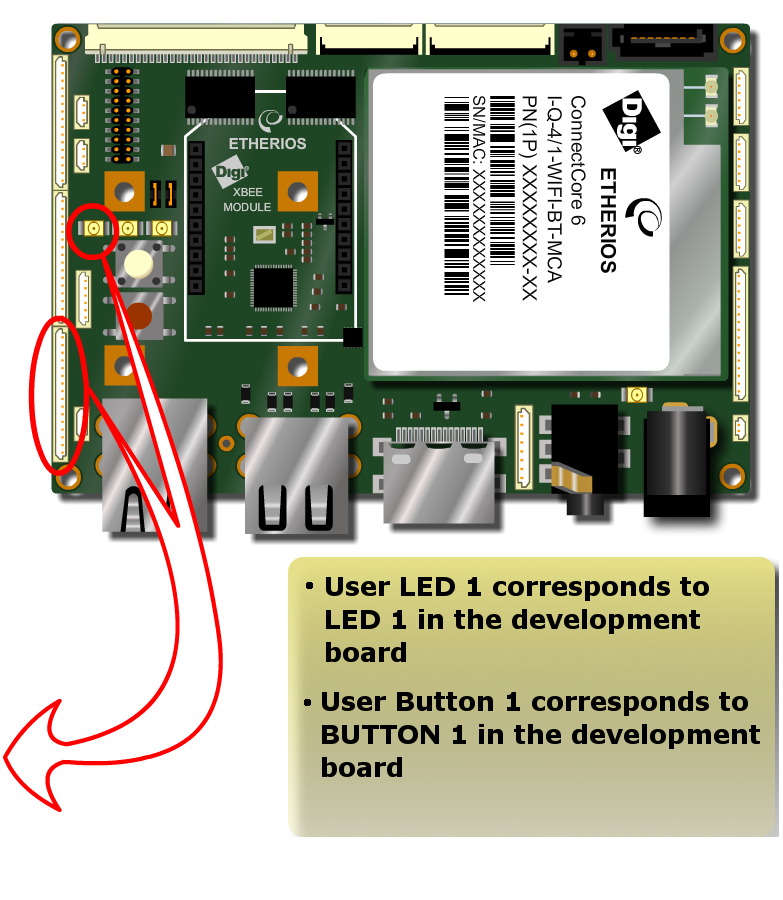 ETHERIOS
Digi
XBEE
MODULE
Digi®
ETHERIOS
ConnectCore 6
I-Q-4/1-WIFI-BT-MCA
PN(1P) XXXXXXXX-XX
SN/MAC: XXXXXXXXXXXX
• User LED 1 corresponds to
LED 1 in the development
board
• User Button 1 corresponds to
BUTTON 1 in the development
board